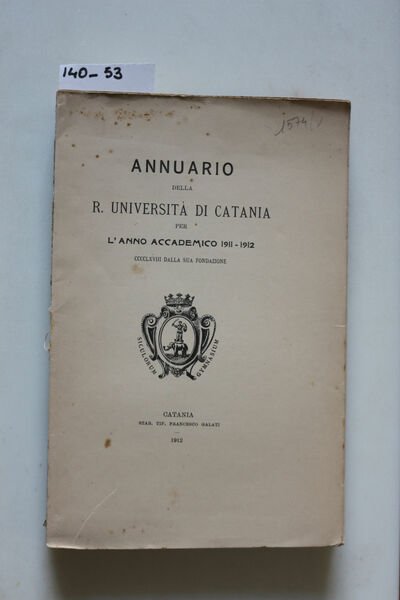 140-53
1574/1
ANNUARIO
DELLA
R. UNIVERSITÀ DI CATANIA
PER
L'ANNO ACCADEMICO 1911-1912
CCCCLXVIII DALLA SUA FONDAZIONE
SICULORUM GYMNASIUM
CATANIA
STAB. TIP. FRANCESCO GALATI
1912